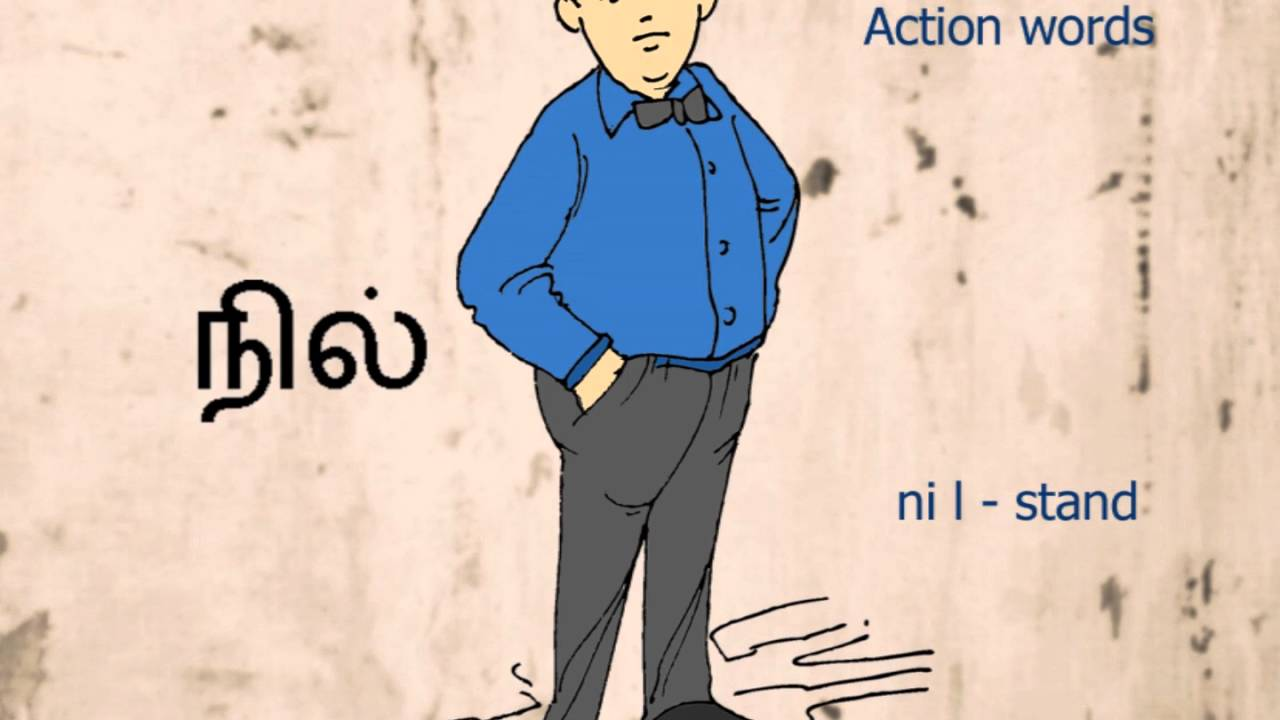 Action words
நில்
ni l - stand